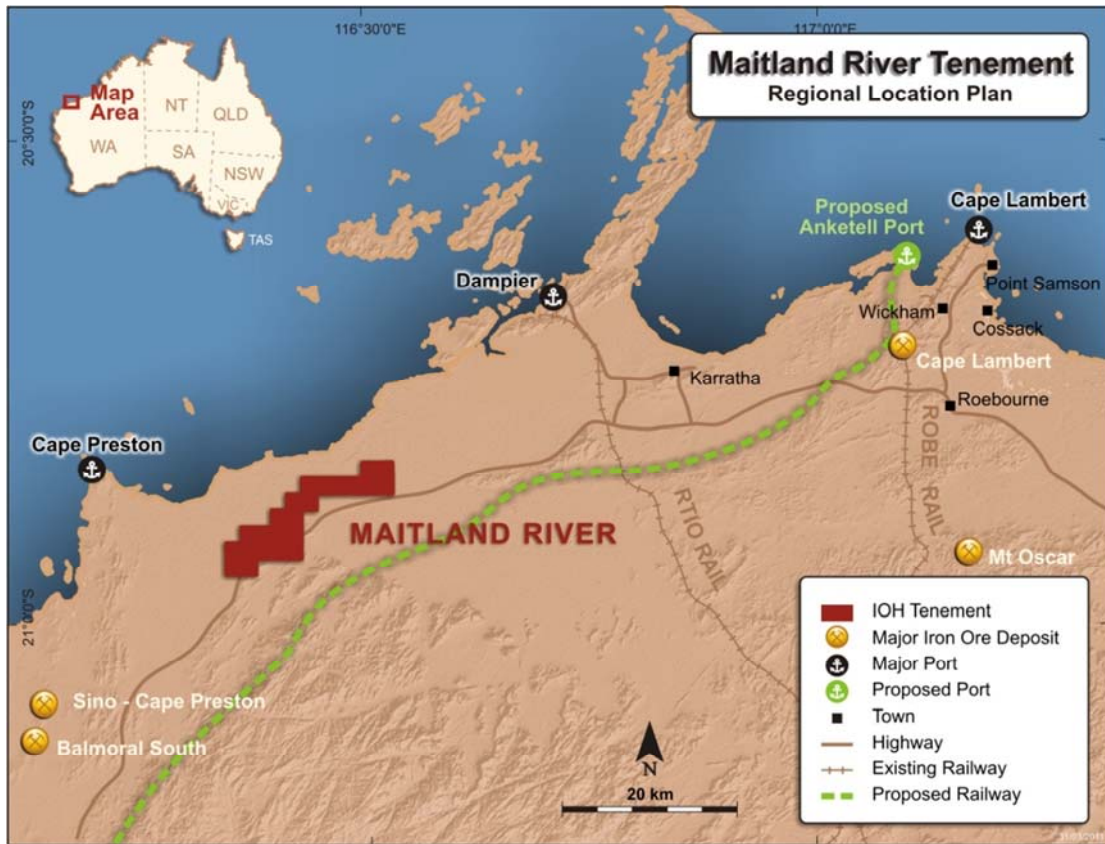 116°30'0"E
117°0'0"E
Maitland River Tenement
Regional Location Plan
Map
Area
NT
QLD
WA
SA
NSW
VIC
TAS
20°30'0"S
Cape Lambert
Proposed
Anketell Port
Dampier
Point Samson
Wickham
Cossack
Cape Lambert
Karratha
Roebourne
Cape Preston
ROBE RAIL
RTIO RAIL
MAITLAND RIVER
Mt Oscar
21°0'0"S
Sino - Cape Preston
Balmoral South
N
20 km
IOH Tenement
Major Iron Ore Deposit
Major Port
Proposed Port
Town
Highway
Existing Railway
Proposed Railway